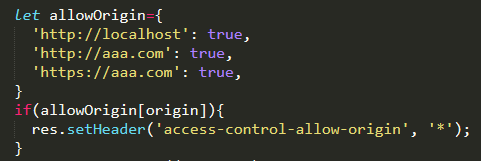 let allowOrigin={
  'http://localhost': true,
  'http://aaa.com': true,
  'https://aaa.com': true,
}
if(allowOrigin[origin]){
  res.setHeader('access-control-allow-origin', '*');
}